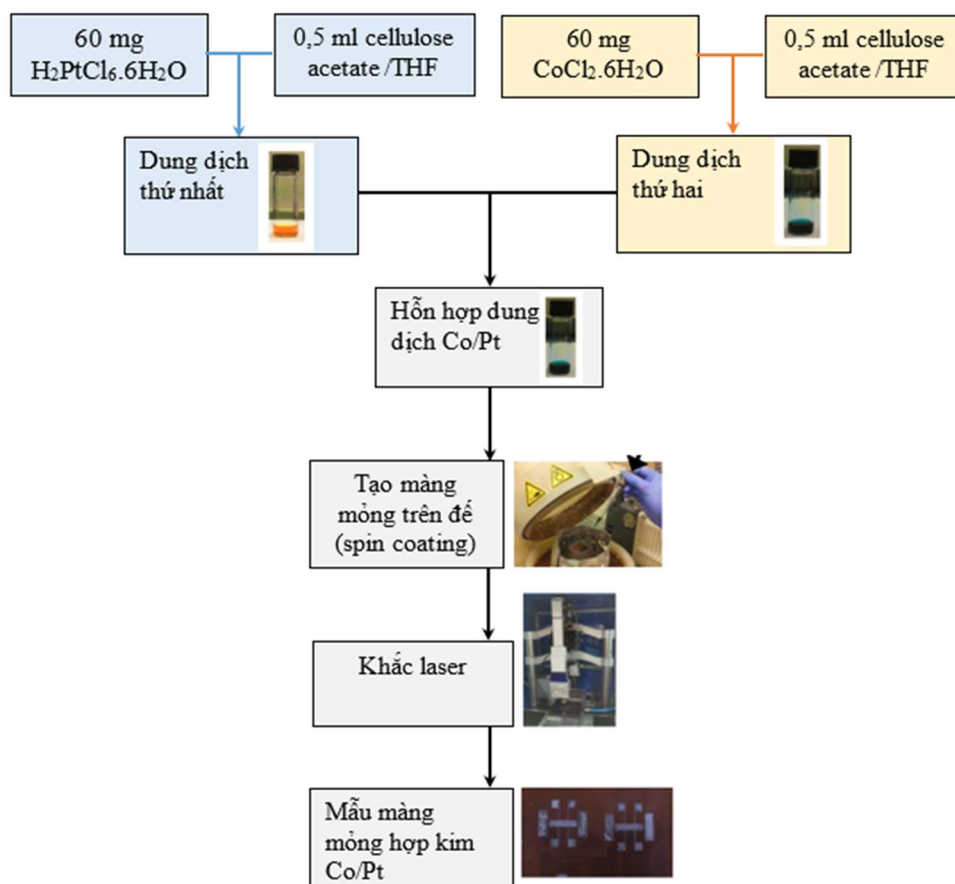 60 mg
H₂PtCl₆.6H₂O
0,5 ml cellulose
acetate /THF
60 mg
CoCl₂.6H₂O
0,5 ml cellulose
acetate /THF
Dung dịch
thứ nhất
Dung dịch
thứ hai
Hỗn hợp dung
dịch Co/Pt
Tạo màng
mỏng trên đế
(spin coating)
Khắc laser
Mẫu màng
mỏng hợp kim
Co/Pt